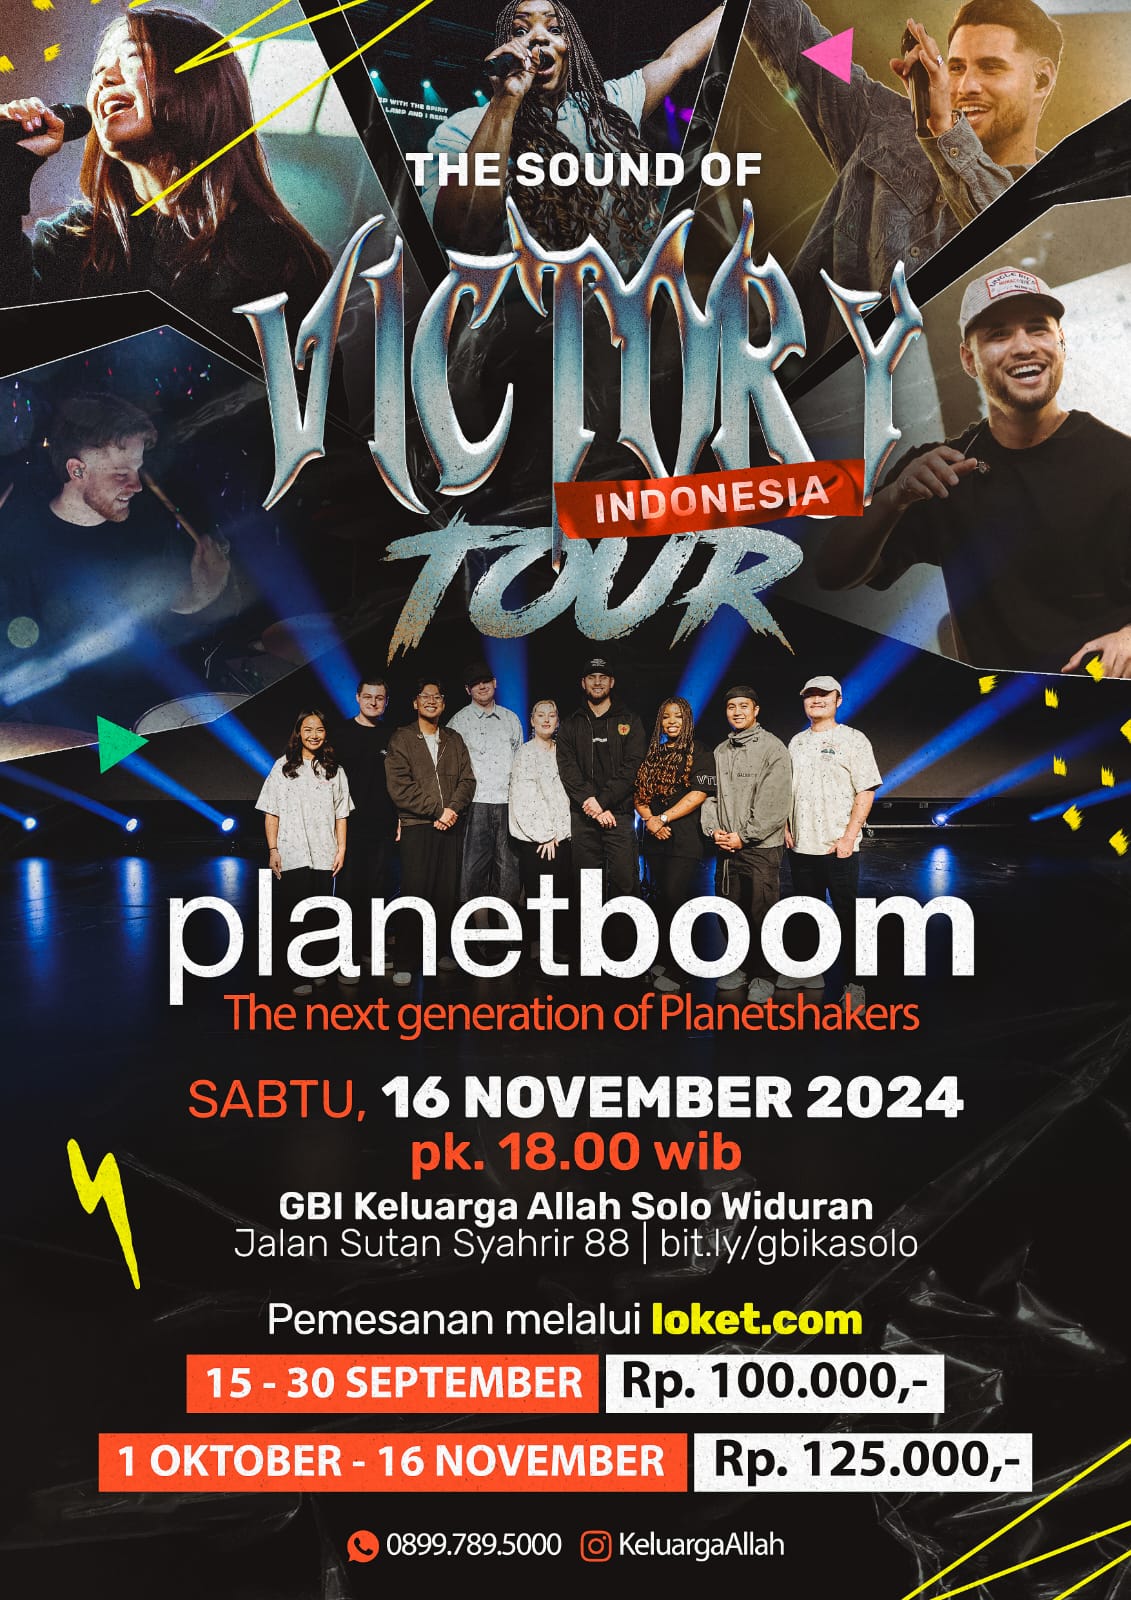 THE SOUND OF
VICTORY
INDONESIA
TOUR
planetboom
The next generation of Planetshakers
SABTU, 16 NOVEMBER 2024
pk. 18.00 wib
GBI Keluarga Allah Solo Widuran
Jalan Sutan Syahrir 88 | bit.ly/gbikasolo
Pemesanan melalui loket.com
15 - 30 SEPTEMBER Rp. 100.000,-
1 OKTOBER - 16 NOVEMBER Rp. 125.000,-
0899.789.5000 KeluargaAllah